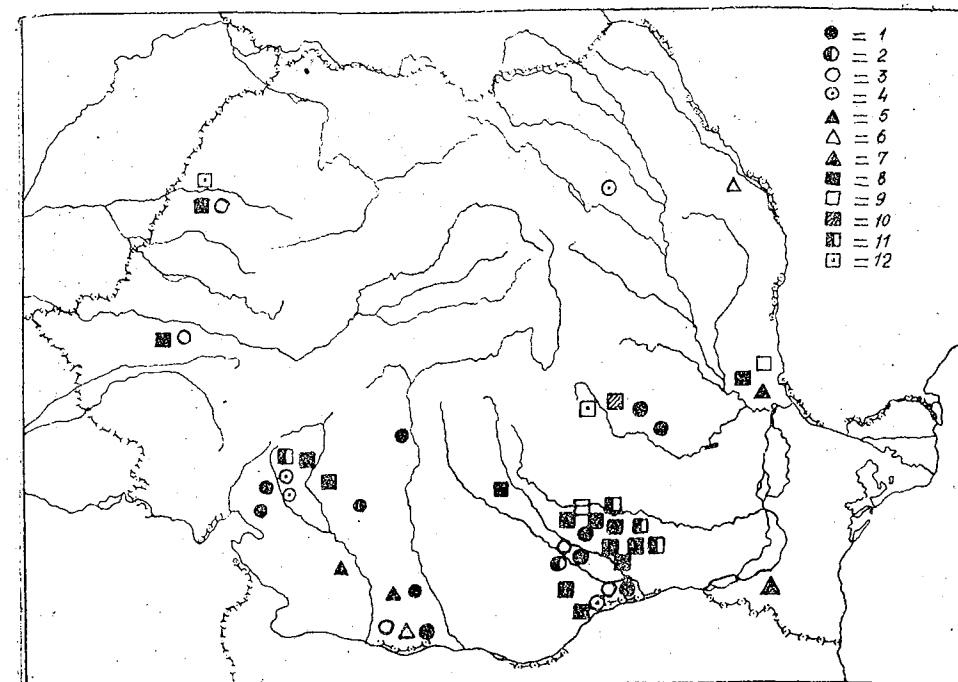 ● = 1
◐ = 2
○ = 3
⊙ = 4
▲ = 5
△ = 6
▲ = 7
■ = 8
□ = 9
▨ = 10
◧ = 11
⊡ = 12